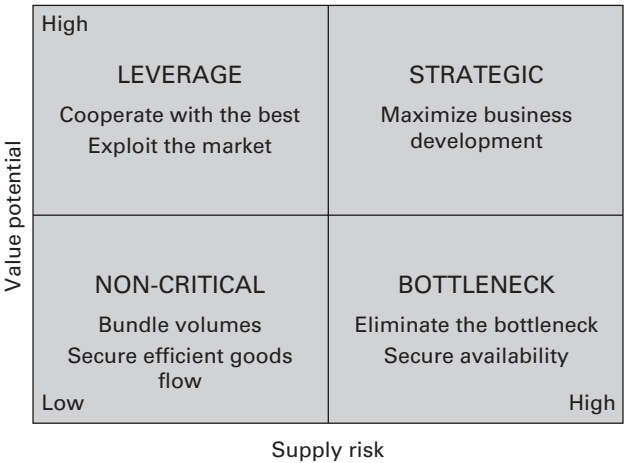 High
LEVERAGE
Cooperate with the best
Exploit the market
STRATEGIC
Maximize business
development
Value potential
NON-CRITICAL
Bundle volumes
Secure efficient goods
flow
BOTTLENECK
Eliminate the bottleneck
Secure availability
Low
High
Supply risk